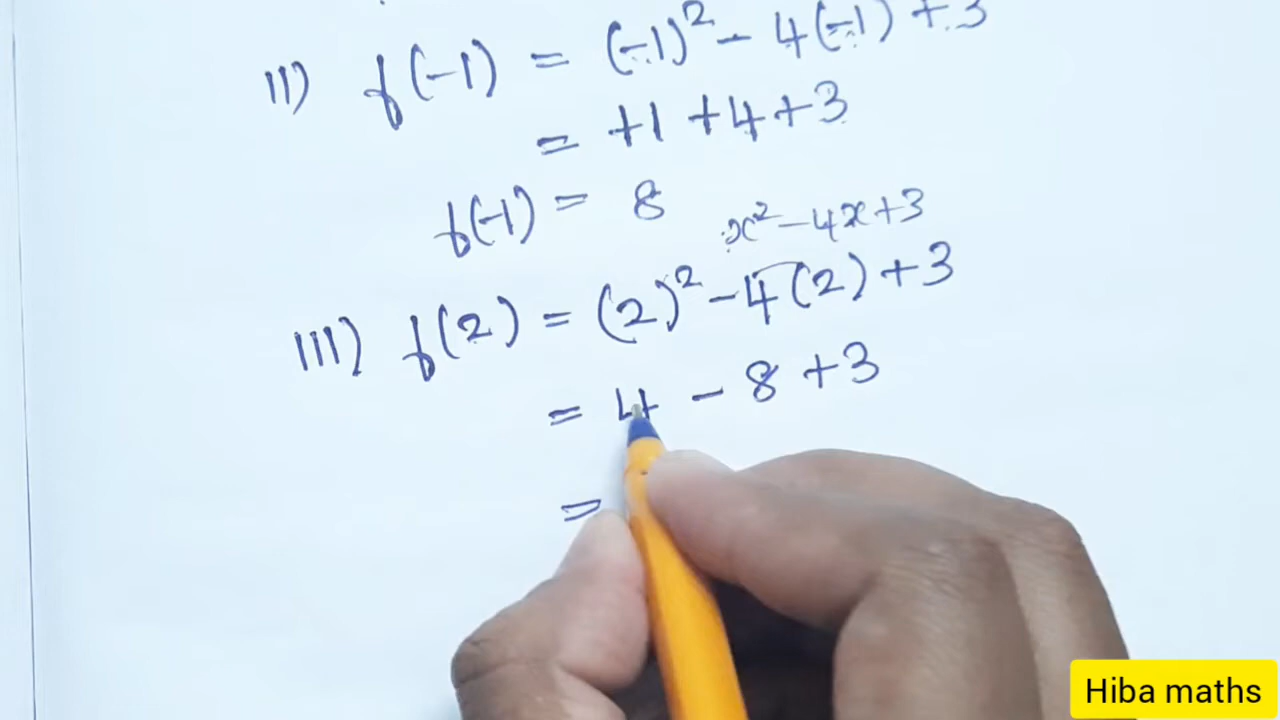 II) f(-1) = (-1)² - 4(-1) + 3
= +1 + 4 + 3
f(-1) = 8
x² - 4x + 3
III) f(2) = (2)² - 4(2) + 3
= 4 - 8 + 3
=
Hiba maths